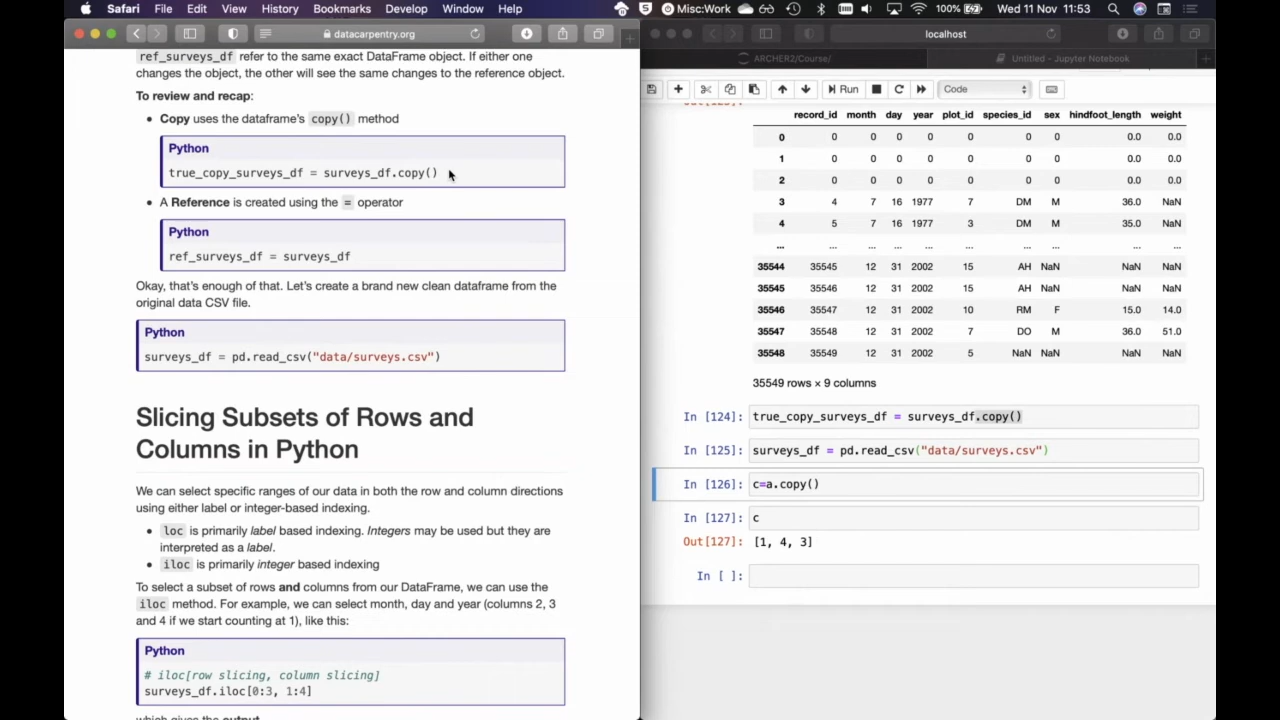 Safari File Edit View History Bookmarks Develop Window Help Misc:Work 100% Wed 11 Nov 11:53
datacarpentry.org
ref_surveys_df refer to the same exact DataFrame object. If either one
changes the object, the other will see the same changes to the reference object.
To review and recap:
• Copy uses the dataframe's copy() method
Python
true_copy_surveys_df = surveys_df.copy()
• A Reference is created using the = operator
Python
ref_surveys_df = surveys_df
Okay, that's enough of that. Let's create a brand new clean dataframe from the
original data CSV file.
Python
surveys_df = pd.read_csv("data/surveys.csv")
Slicing Subsets of Rows and
Columns in Python
We can select specific ranges of our data in both the row and column directions
using either label or integer-based indexing.
• loc is primarily label based indexing. Integers may be used but they are
interpreted as a label.
• iloc is primarily integer based indexing
To select a subset of rows and columns from our DataFrame, we can use the
iloc method. For example, we can select month, day and year (columns 2, 3
and 4 if we start counting at 1), like this:
Python
# iloc[row slicing, column slicing]
surveys_df.iloc[0:3, 1:4]
which gives the output
localhost
ARCHER2/Course/ Untitled - Jupyter Notebook
Run Code
record_id month day year plot_id species_id sex hindfoot_length weight
0 0 0 0 0 0 0 0 0.0 0.0
1 0 0 0 0 0 0 0 0.0 0.0
2 0 0 0 0 0 0 0 0.0 0.0
3 4 7 16 1977 7 DM M 36.0 NaN
4 5 7 16 1977 3 DM M 35.0 NaN
... ... ... ... ... ... ... ... ... ...
35544 35545 12 31 2002 15 AH NaN NaN NaN
35545 35546 12 31 2002 15 AH NaN NaN NaN
35546 35547 12 31 2002 10 RM F 15.0 14.0
35547 35548 12 31 2002 7 DO M 36.0 51.0
35548 35549 12 31 2002 5 NaN NaN NaN NaN
35549 rows × 9 columns
In [124]: true_copy_surveys_df = surveys_df.copy()
In [125]: surveys_df = pd.read_csv("data/surveys.csv")
In [126]: c=a.copy()
In [127]: c
Out[127]: [1, 4, 3]
In [ ]: